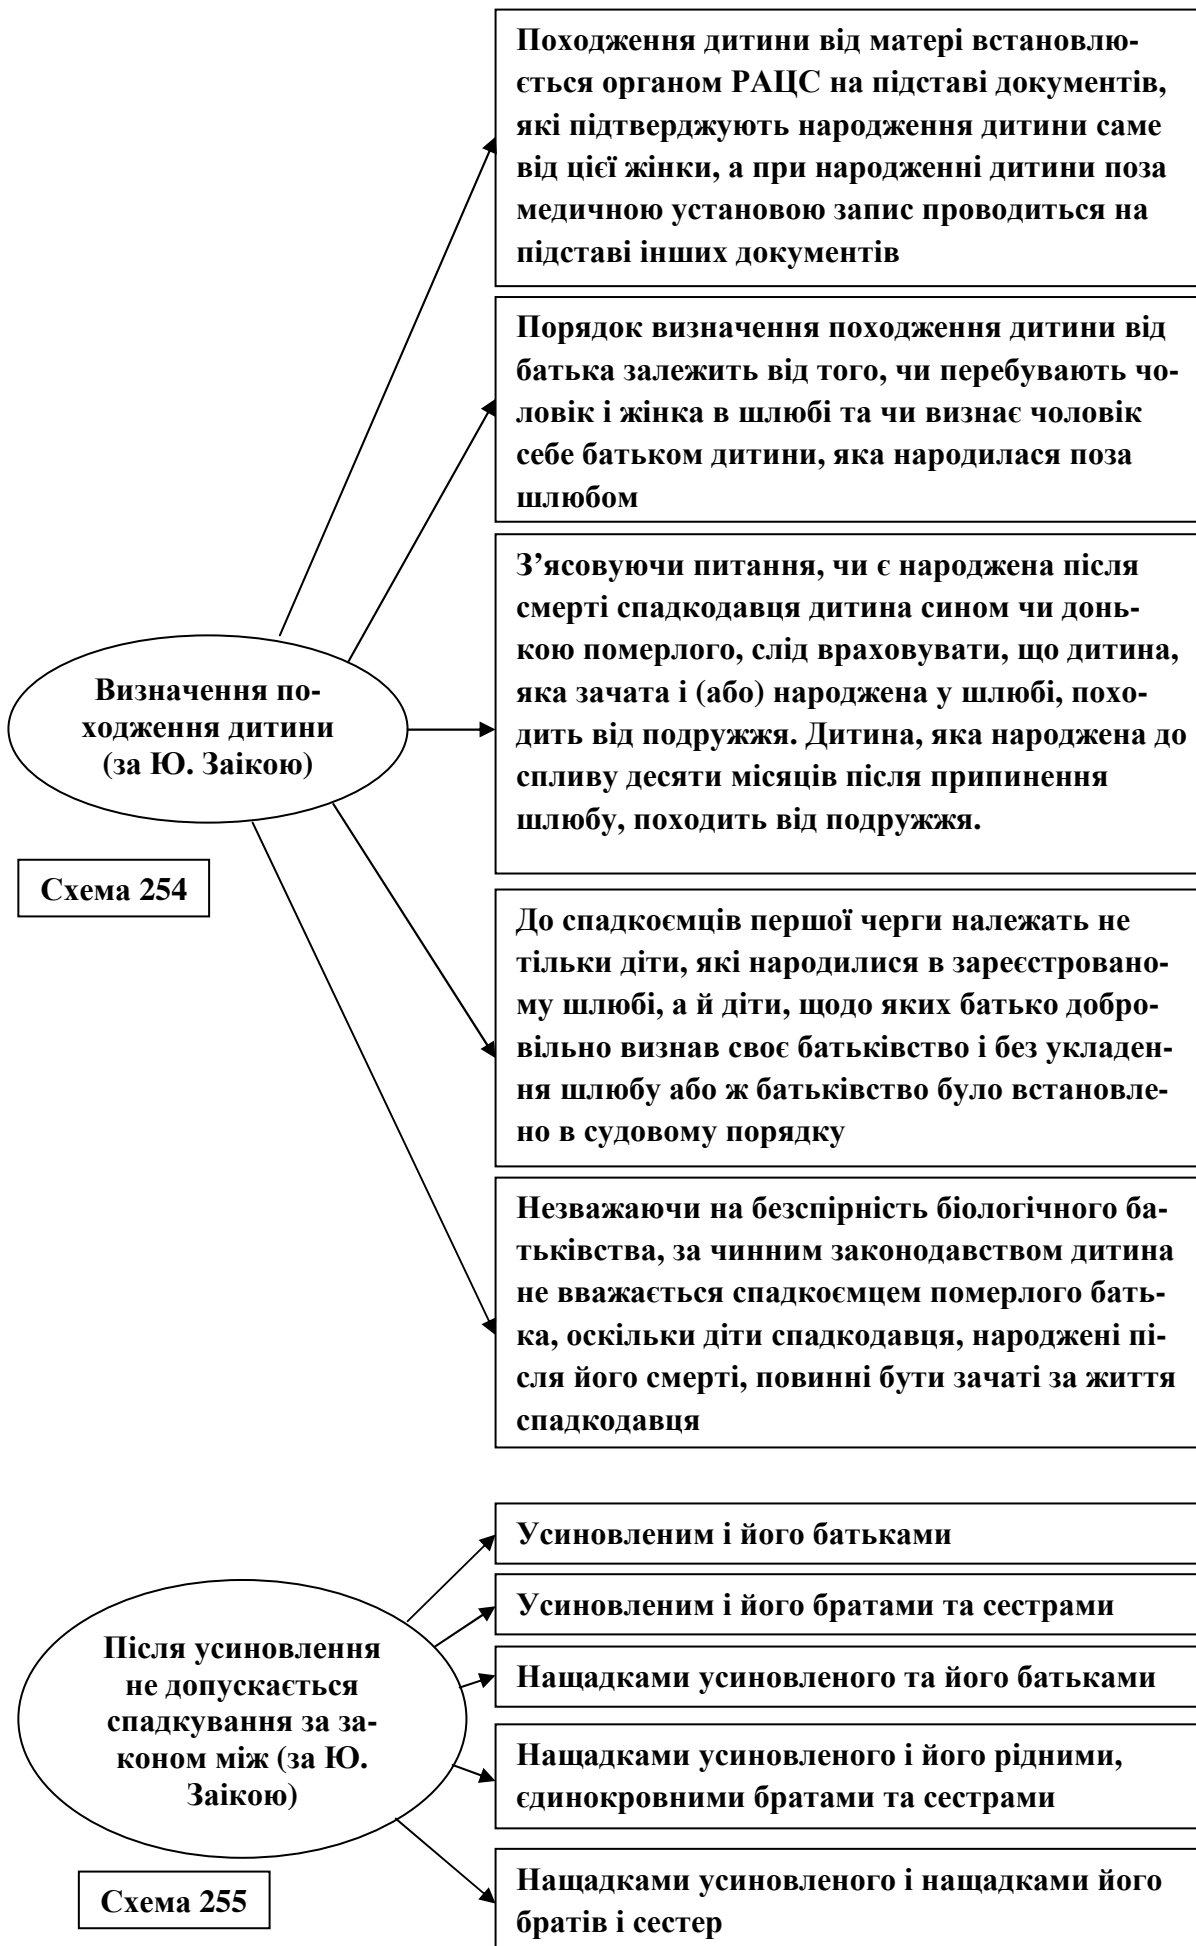 Походження дитини від матері встановлю-
ється органом РАЦС на підставі документів,
які підтверджують народження дитини саме
від цієї жінки, а при народженні дитини поза
медичною установою запис проводиться на
підставі інших документів
Порядок визначення походження дитини від
батька залежить від того, чи перебувають чо-
ловік і жінка в шлюбі та чи визнає чоловік
себе батьком дитини, яка народилася поза
шлюбом
З’ясовуючи питання, чи є народжена після
смерті спадкодавця дитина сином чи донь-
кою померлого, слід враховувати, що дитина,
яка зачата і (або) народжена у шлюбі, похо-
дить від подружжя. Дитина, яка народжена до
спливу десяти місяців після припинення
шлюбу, походить від подружжя.
Визначення по-
ходження дитини
(за Ю. Заікою)
Схема 254
До спадкоємців першої черги належать не
тільки діти, які народилися в зареєстровано-
му шлюбі, а й діти, щодо яких батько добро-
вільно визнав своє батьківство і без укладен-
ня шлюбу або ж батьківство було встановле-
но в судовому порядку
Незважаючи на безспірність біологічного ба-
тьківства, за чинним законодавством дитина
не вважається спадкоємцем померлого бать-
ка, оскільки діти спадкодавця, народжені пі-
сля його смерті, повинні бути зачаті за життя
спадкодавця
Після усиновлення
не допускається
спадкування за за-
коном між (за Ю.
Заікою)
Схема 255
Усиновленим і його батьками
Усиновленим і його братами та сестрами
Нащадками усиновленого та його батьками
Нащадками усиновленого і його рідними,
єдинокровними братами та сестрами
Нащадками усиновленого і нащадками його
братів і сестер